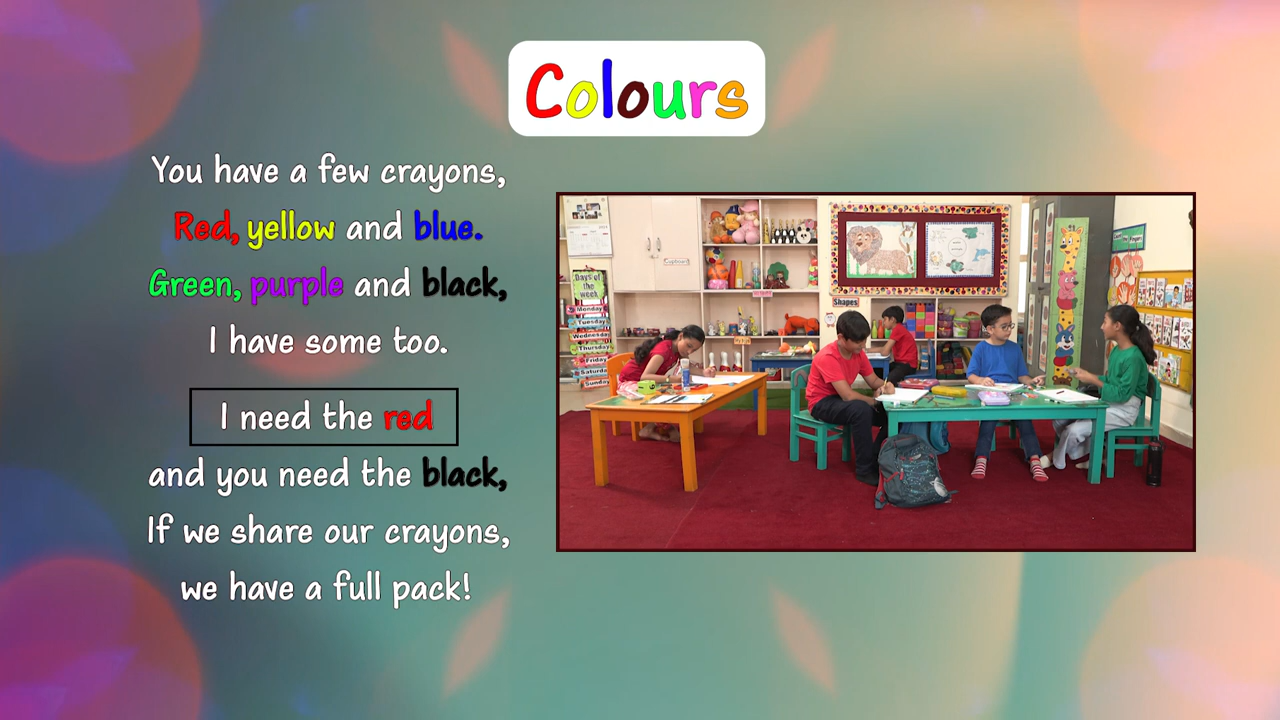 Colours
You have a few crayons,
Red, yellow and blue.
Green, purple and black,
I have some too.
I need the red
and you need the black,
If we share our crayons,
we have a full pack!
Days of
the
week
Monday
Tuesday
Wednesday
Thursday
Friday
Saturday
Sunday
Cupboard
Shapes